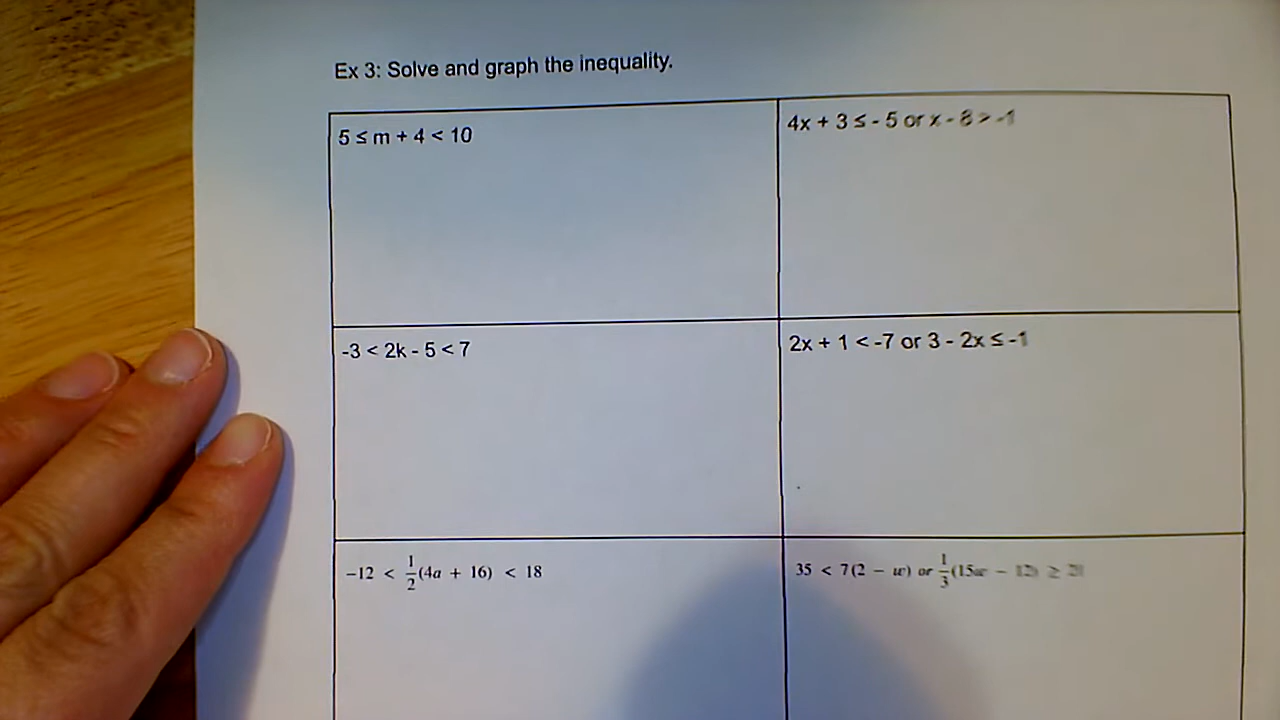 Ex 3: Solve and graph the inequality.
5 ≤ m + 4 < 10
4x + 3 ≤ - 5 or x - 8 > -1
-3 < 2k - 5 < 7
2x + 1 < -7 or 3 - 2x ≤ -1
−12 < 1/2(4a + 16) < 18
35 < 7(2 − w) or 1/3(15w − 12) ≥